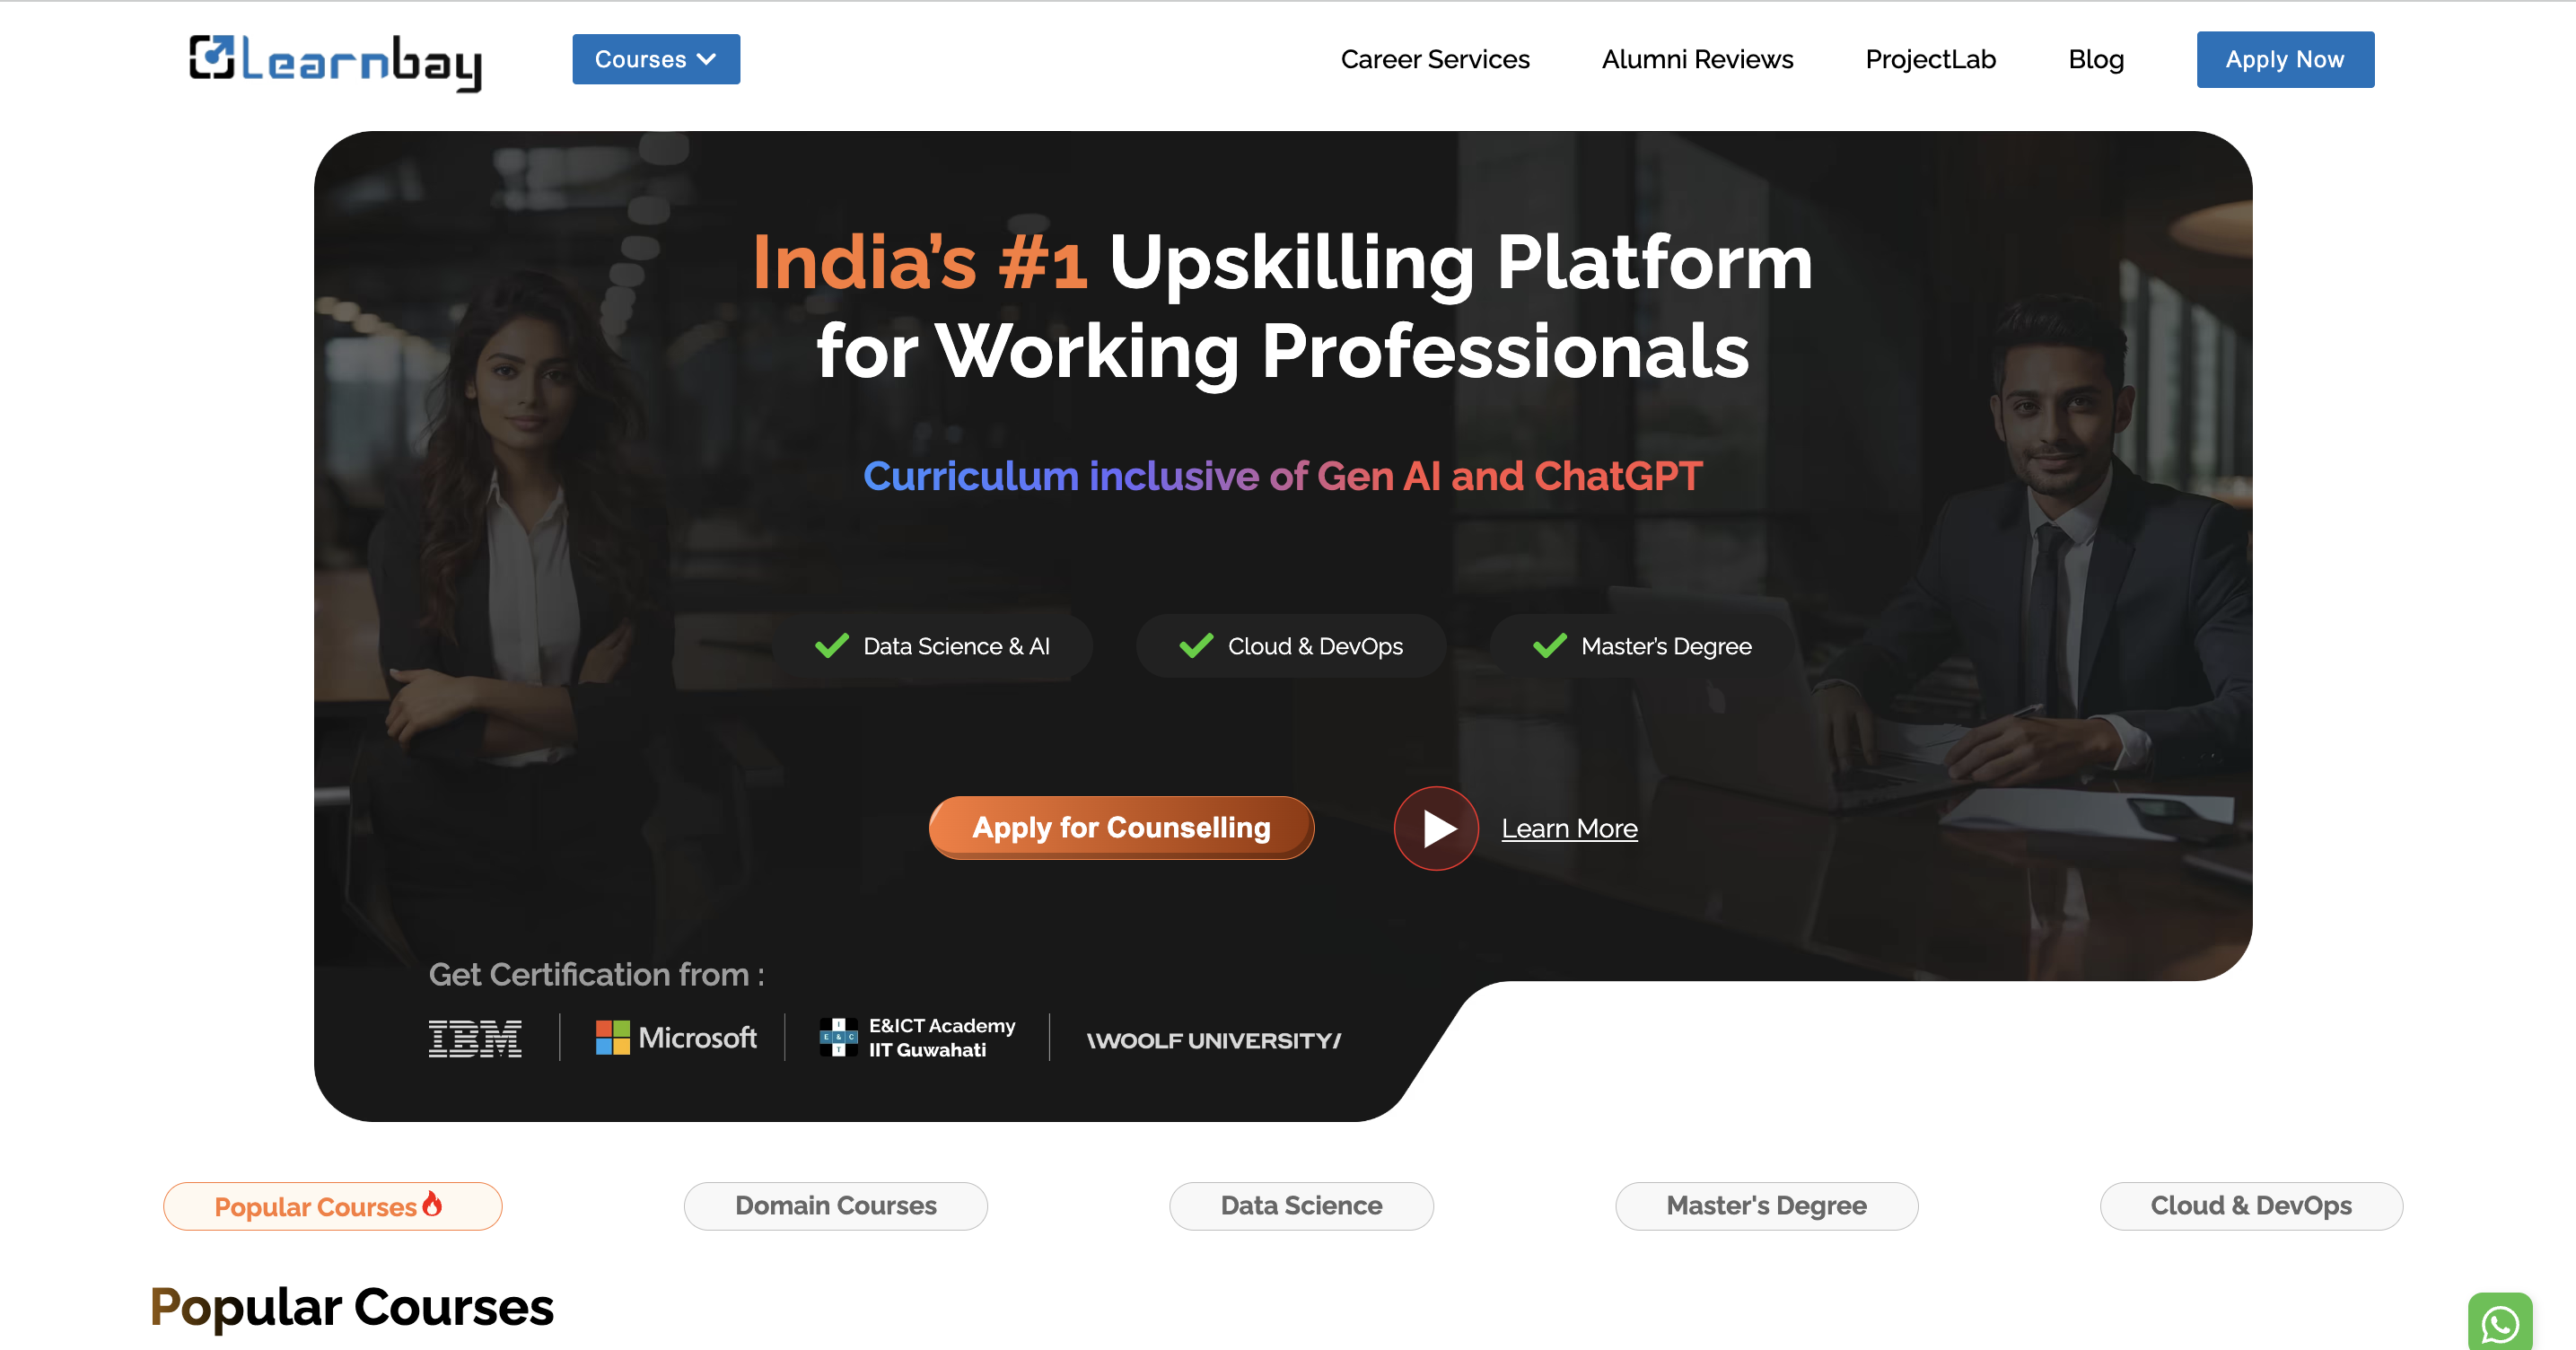 Learnbay
Courses
Career Services
Alumni Reviews
ProjectLab
Blog
Apply Now
India’s #1 Upskilling Platform
for Working Professionals
Curriculum inclusive of Gen AI and ChatGPT
Data Science & AI
Cloud & DevOps
Master’s Degree
Apply for Counselling
Learn More
Get Certification from :
IBM
Microsoft
I
E & C
T
E&ICT Academy
IIT Guwahati
\WOOLF UNIVERSITY/
Popular Courses
Domain Courses
Data Science
Master's Degree
Cloud & DevOps
Popular Courses